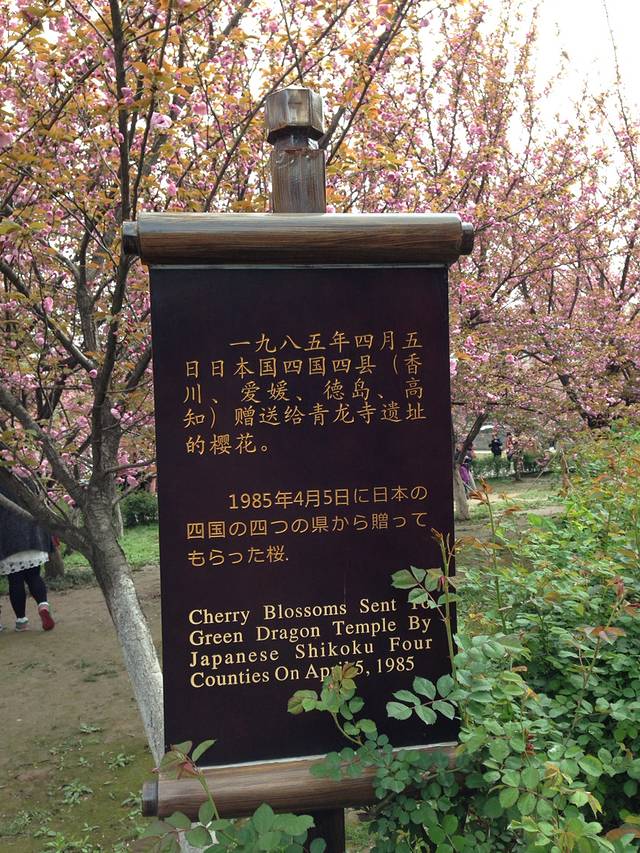 一九八五年四月五
日日本国四国四县（香
川、爱媛、德岛、高
知）赠送给青龙寺遗址
的樱花。
1985年4月5日に日本の
四国の四つの県から贈って
もらった桜.
Cherry Blossoms Sent To
Green Dragon Temple By
Japanese Shikoku Four
Counties On April 5, 1985